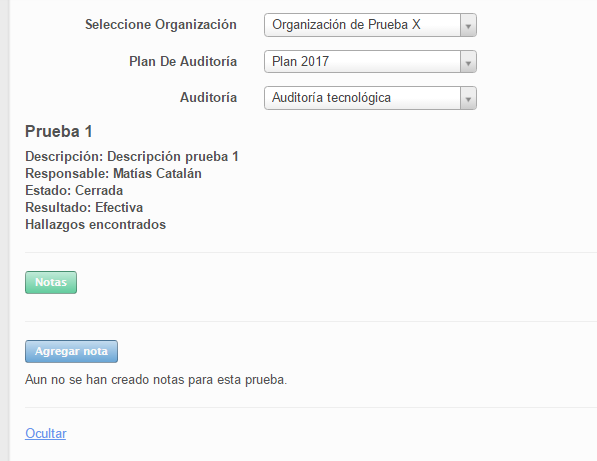 Seleccione Organización Organización de Prueba X
Plan De Auditoría Plan 2017
Auditoría Auditoría tecnológica
Prueba 1
Descripción: Descripción prueba 1
Responsable: Matías Catalán
Estado: Cerrada
Resultado: Efectiva
Hallazgos encontrados
Notas
Agregar nota
Aun no se han creado notas para esta prueba.
Ocultar